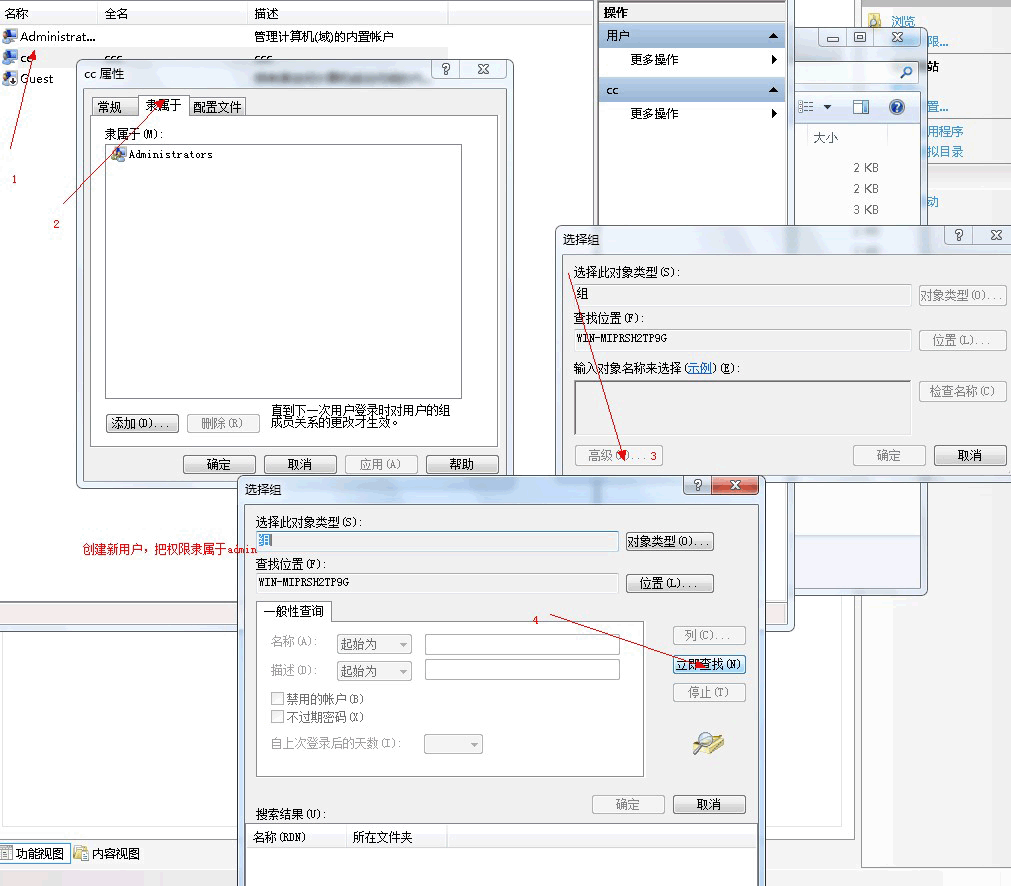 名称 全名 描述
Administrat... 管理计算机(域)的内置帐户
cc ccc ccc
Guest
操作
用户
更多操作
cc
更多操作
浏览
限...
站
置...
用程序
拟目录
动
大小
2 KB
2 KB
3 KB
1
2
cc 属性
常规 隶属于 配置文件
隶属于(M):
Administrators
添加(D)... 删除(R)
直到下一次用户登录时对用户的组
成员关系的更改才生效。
确定 取消 应用(A) 帮助
选择组
选择此对象类型(S):
组 对象类型(O)...
查找位置(F):
WIN-MIPRSH2TP9G 位置(L)...
输入对象名称来选择(示例)(E):
检查名称(C)
高级 ... 3 确定 取消
创建新用户，把权限隶属于admin
选择组
选择此对象类型(S):
组 对象类型(O)...
查找位置(F):
WIN-MIPRSH2TP9G 位置(L)...
一般性查询
4
名称(A): 起始为 列(C)...
描述(D): 起始为 立即查找(N)
禁用的帐户(B) 停止(T)
不过期密码(X)
自上次登录后的天数(I):
确定 取消
搜索结果(U):
名称(RDN) 所在文件夹
功能视图 内容视图